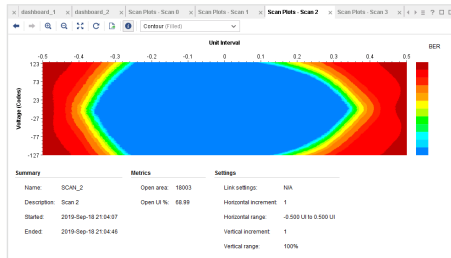 dashboard_1 × dashboard_2 × Scan Plots - Scan 0 × Scan Plots - Scan 1 × Scan Plots - Scan 2 × Scan Plots - Scan 3 ×
Contour (Filled)
Unit Interval
BER
-0.5 -0.4 -0.3 -0.2 -0.1 0 0.1 0.2 0.3 0.4 0.5
Voltage (Codes)
123
73
23
-27
-77
-127
Summary Metrics Settings
Name: SCAN_2 Open area: 18003 Link settings: N/A
Description: Scan 2 Open UI %: 68.99 Horizontal increment: 1
Started: 2019-Sep-18 21:04:07 Horizontal range: -0.500 UI to 0.500 UI
Ended: 2019-Sep-18 21:04:46 Vertical increment: 1
Vertical range: 100%